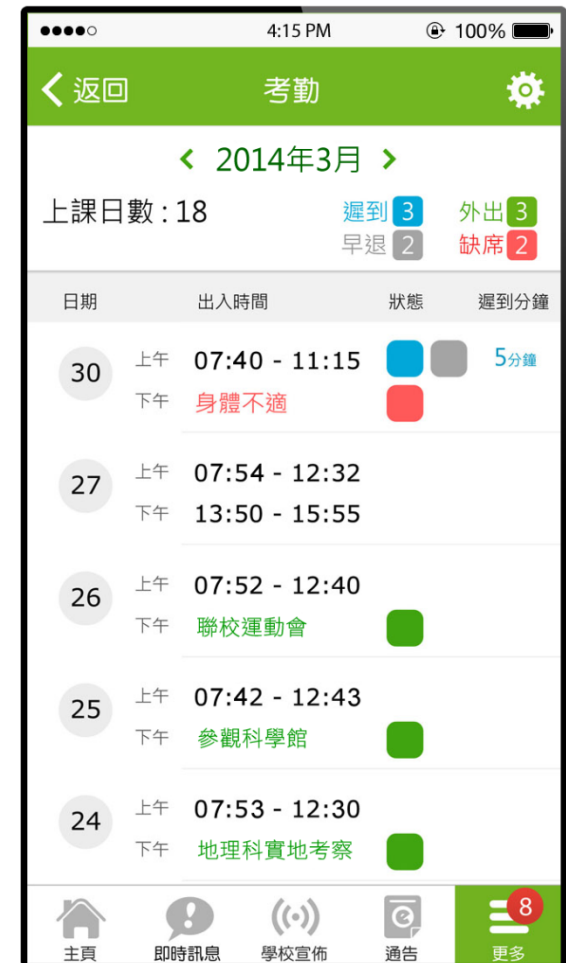 4:15 PM 100%
返回 考勤
2014年3月
上課日數 : 18 遲到 3 外出 3
早退 2 缺席 2
日期 出入時間 狀態 遲到分鐘
30 上午 07:40 - 11:15 5分鐘
下午 身體不適
27 上午 07:54 - 12:32
下午 13:50 - 15:55
26 上午 07:52 - 12:40
下午 聯校運動會
25 上午 07:42 - 12:43
下午 參觀科學館
24 上午 07:53 - 12:30
下午 地理科實地考察
8
主頁 即時訊息 學校宣佈 通告 更多